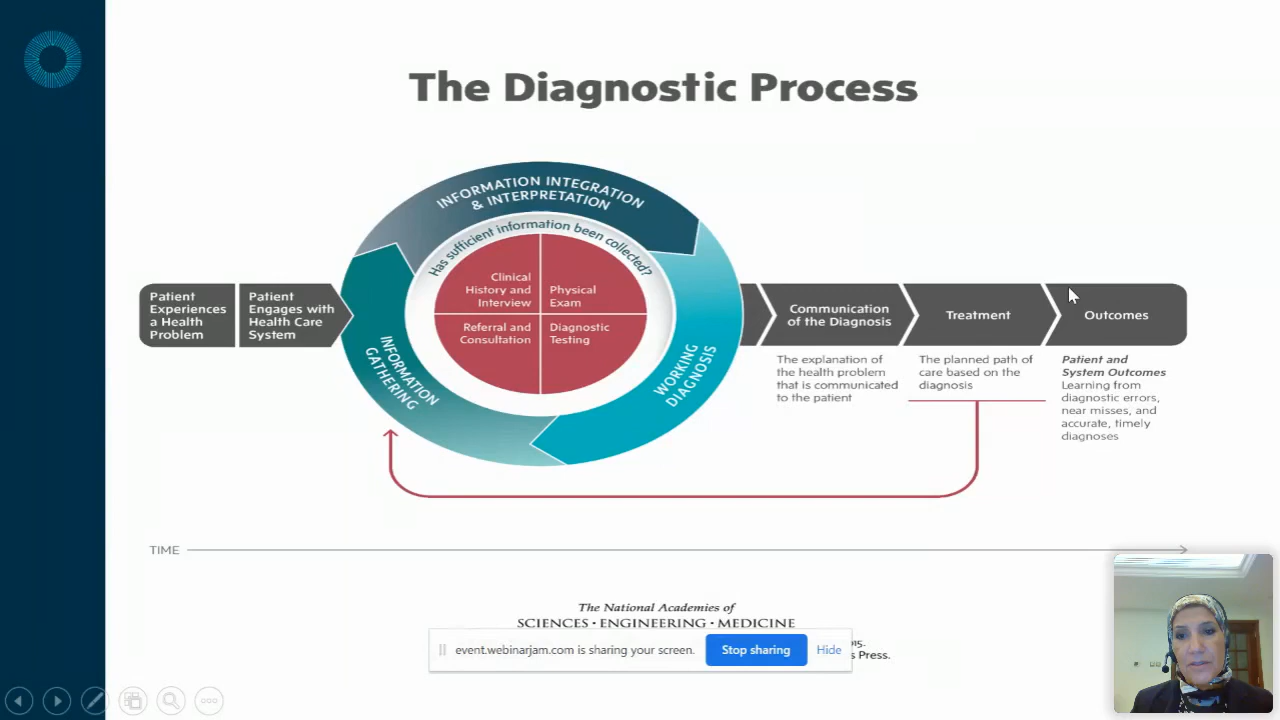 The Diagnostic Process
INFORMATION INTEGRATION
& INTERPRETATION
Has sufficient information been collected?
Clinical
History and
Interview
Physical
Exam
Referral and
Consultation
Diagnostic
Testing
INFORMATION
GATHERING
WORKING
DIAGNOSIS
Patient
Experiences
a Health
Problem
Patient
Engages with
Health Care
System
Communication
of the Diagnosis
Treatment
Outcomes
The explanation of
the health problem
that is communicated
to the patient
The planned path of
care based on the
diagnosis
Patient and
System Outcomes
Learning from
diagnostic errors,
near misses, and
accurate, timely
diagnoses
TIME
The National Academies of
SCIENCES • ENGINEERING • MEDICINE
event.webinarjam.com is sharing your screen.
Stop sharing
Hide
Press.